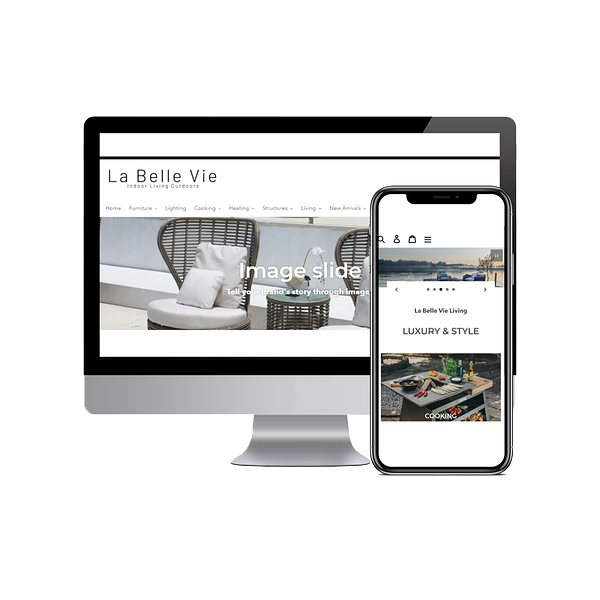 La Belle Vie
Indoor Living Outdoors
Home Furniture Lighting Cooking Heating Structures Living New Arrivals
Image slide
Tell your brand's story through image
La Belle Vie Living
LUXURY & STYLE
COOKING